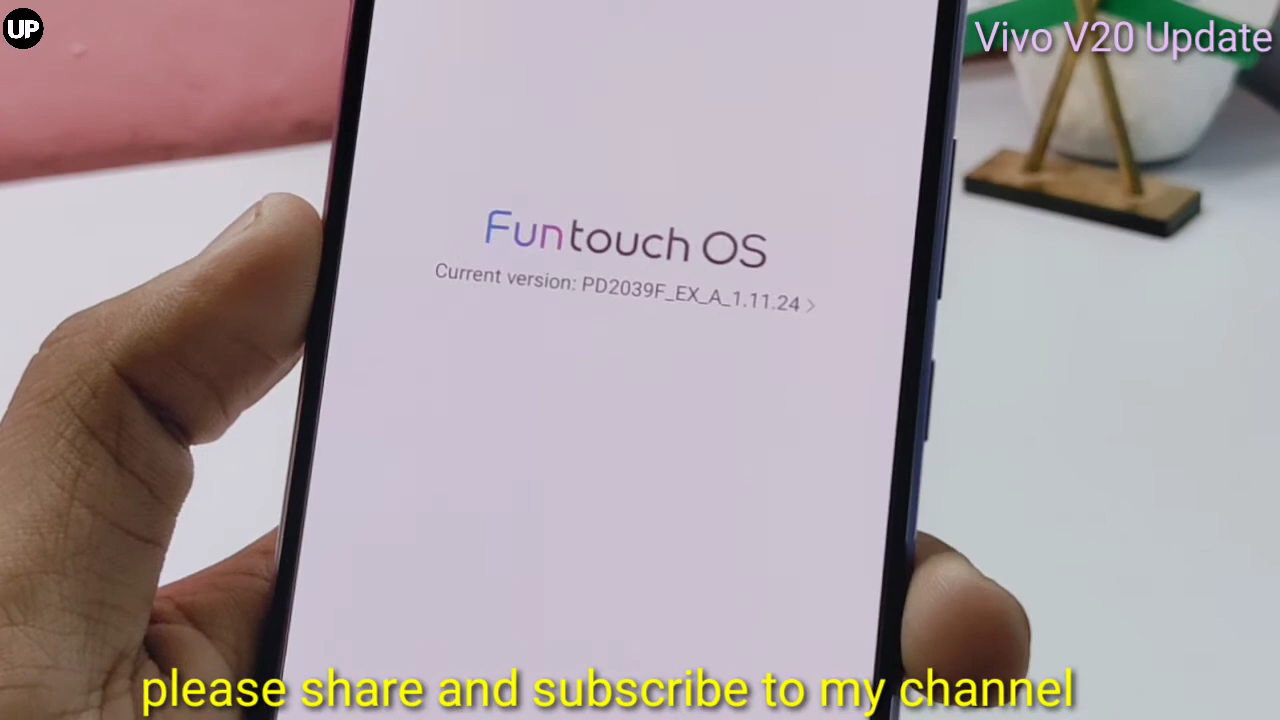 UP
Vivo V20 Update
Funtouch OS
Current version: PD2039F_EX_A_1.11.24 >
please share and subscribe to my channel